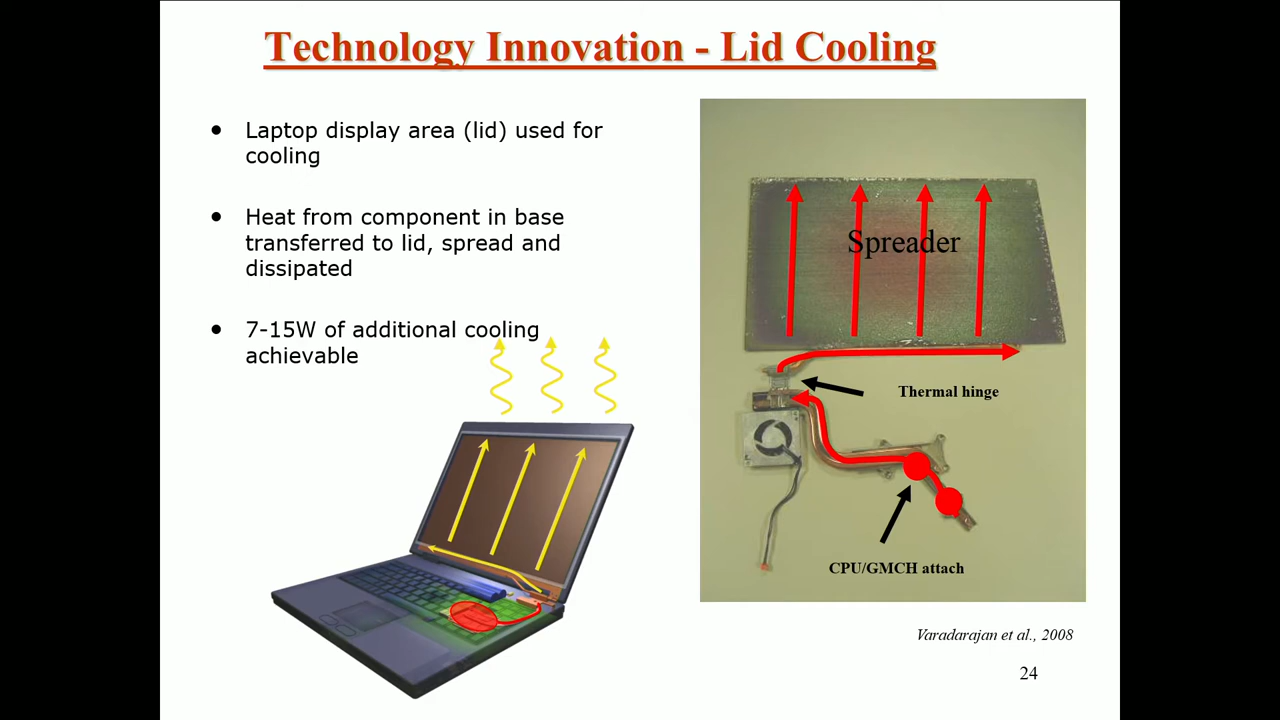 Technology Innovation - Lid Cooling
• Laptop display area (lid) used for
cooling
• Heat from component in base
transferred to lid, spread and
dissipated
• 7-15W of additional cooling
achievable
Spreader
Thermal hinge
CPU/GMCH attach
Varadarajan et al., 2008
24